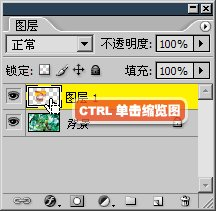 图层
正常 不透明度: 100%
锁定: 填充: 100%
图层 1
CTRL 单击缩览图
背景